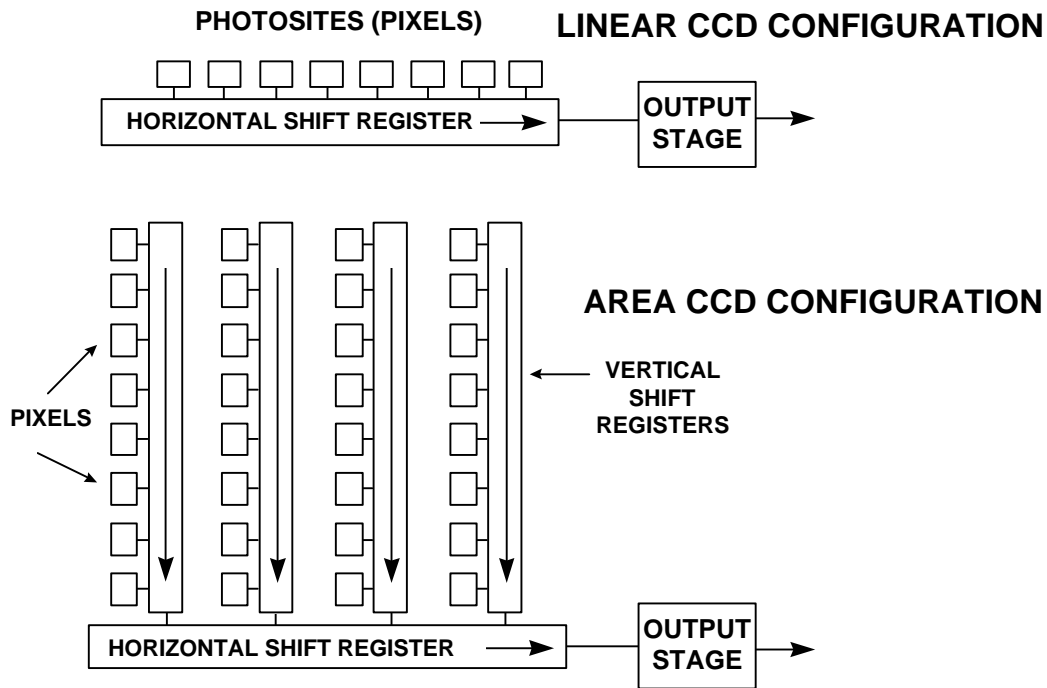 PHOTOSITES (PIXELS)
LINEAR CCD CONFIGURATION
HORIZONTAL SHIFT REGISTER
OUTPUT
STAGE
AREA CCD CONFIGURATION
PIXELS
VERTICAL
SHIFT
REGISTERS
HORIZONTAL SHIFT REGISTER
OUTPUT
STAGE